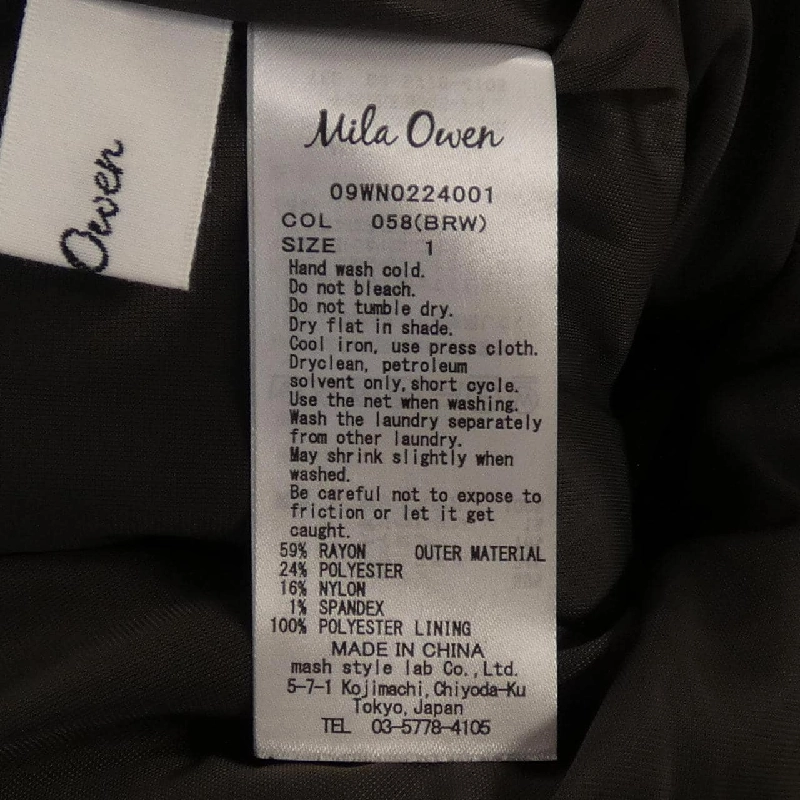 Owen
Mila Owen
09WN0224001
COL 058(BRW)
SIZE 1
Hand wash cold.
Do not bleach.
Do not tumble dry.
Dry flat in shade.
Cool iron, use press cloth.
Dryclean, petroleum
solvent only,short cycle.
Use the net when washing.
Wash the laundry separately
from other laundry.
May shrink slightly when
washed.
Be careful not to expose to
friction or let it get
caught.
59% RAYON OUTER MATERIAL
24% POLYESTER
16% NYLON
1% SPANDEX
100% POLYESTER LINING
MADE IN CHINA
mash style lab Co.,Ltd.
5-7-1 Kojimachi,Chiyoda-Ku
Tokyo,Japan
TEL 03-5778-4105